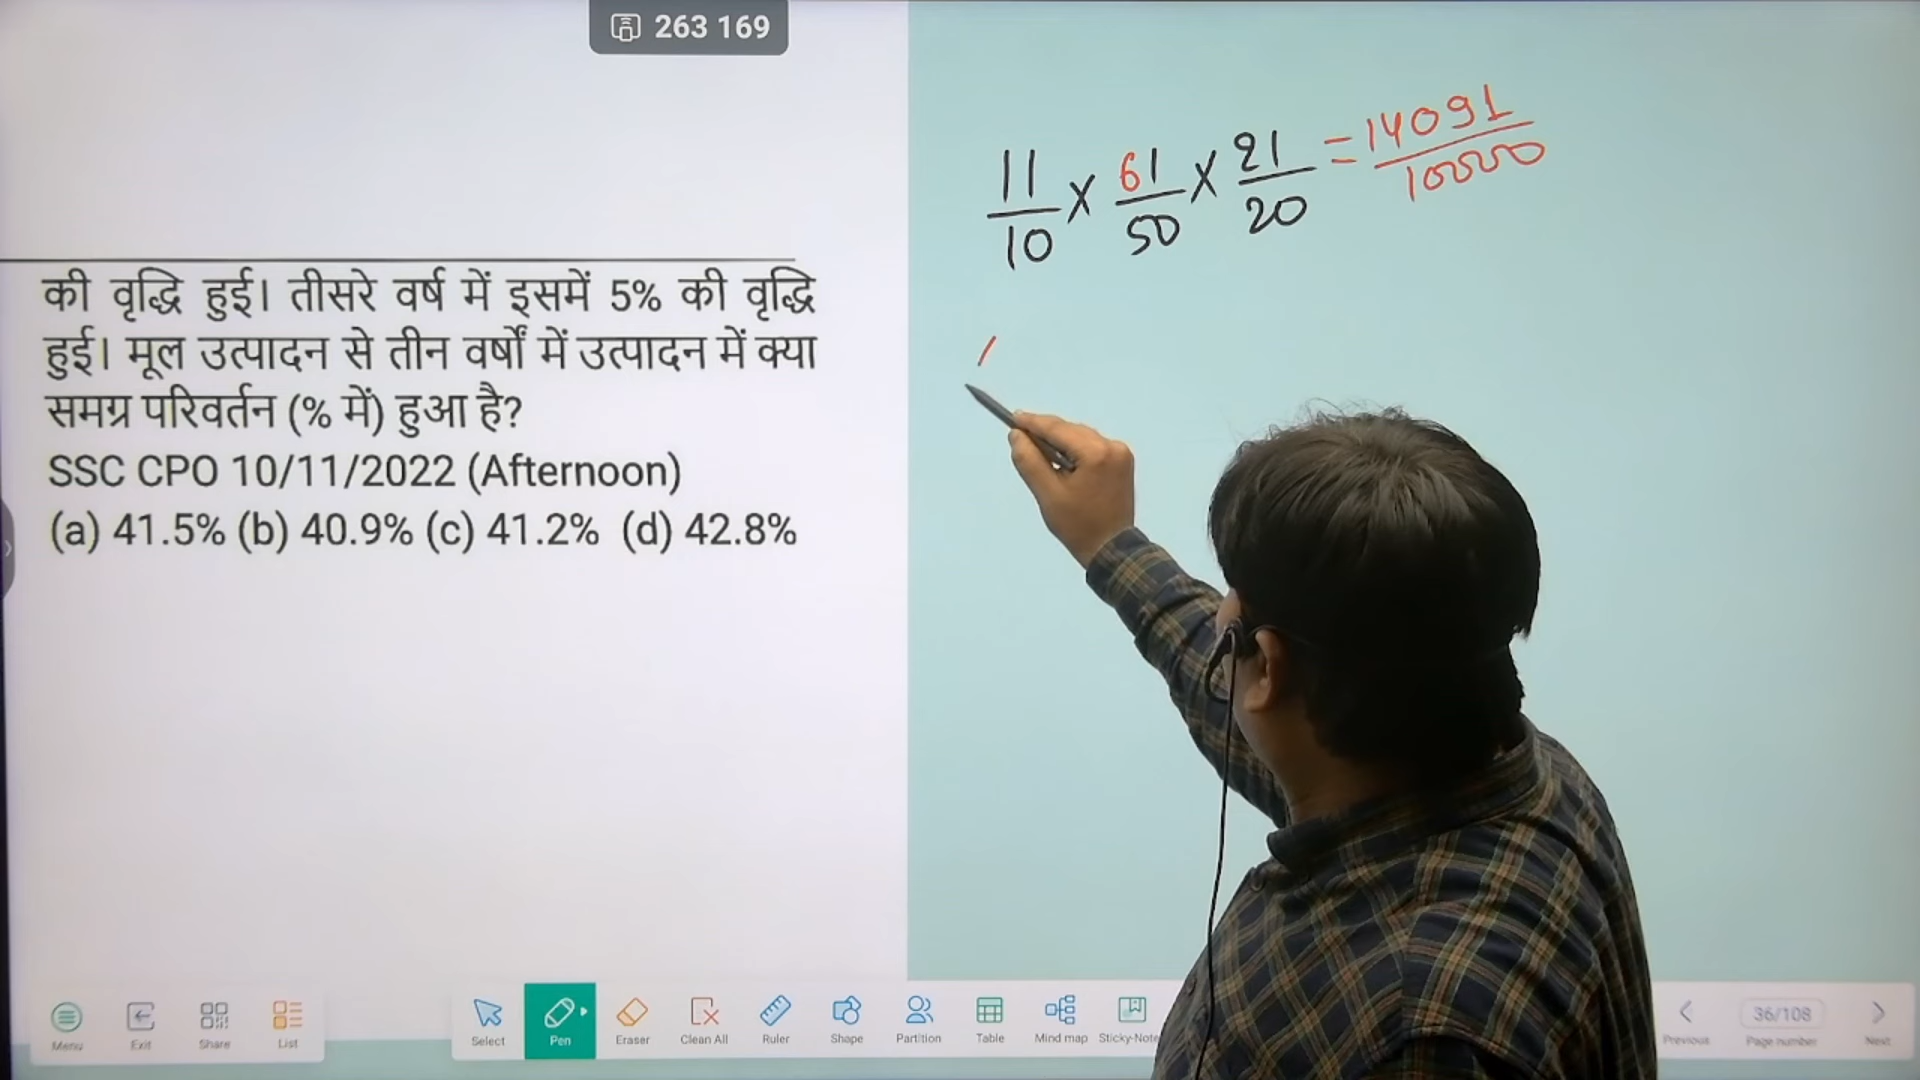 263 169
11/10 × 61/50 × 21/20 = 14091/10000
की वृद्धि हुई। तीसरे वर्ष में इसमें 5% की वृद्धि
हुई। मूल उत्पादन से तीन वर्षों में उत्पादन में क्या
समग्र परिवर्तन (% में) हुआ है?
SSC CPO 10/11/2022 (Afternoon)
(a) 41.5% (b) 40.9% (c) 41.2% (d) 42.8%
Menu Exit Share List Select Pen Eraser Clean All Ruler Shape Partition Table Mind map Sticky-Note Previous 36/108 Page number Next